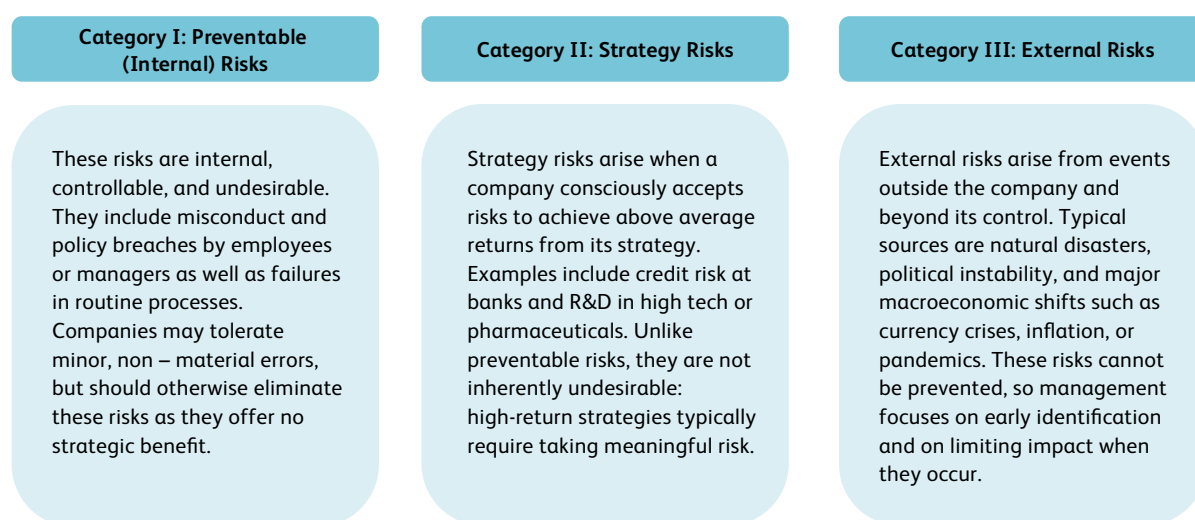 Category I: Preventable
(Internal) Risks
These risks are internal,
controllable, and undesirable.
They include misconduct and
policy breaches by employees
or managers as well as failures
in routine processes.
Companies may tolerate
minor, non – material errors,
but should otherwise eliminate
these risks as they offer no
strategic benefit.
Category II: Strategy Risks
Strategy risks arise when a
company consciously accepts
risks to achieve above average
returns from its strategy.
Examples include credit risk at
banks and R&D in high tech or
pharmaceuticals. Unlike
preventable risks, they are not
inherently undesirable:
high-return strategies typically
require taking meaningful risk.
Category III: External Risks
External risks arise from events
outside the company and
beyond its control. Typical
sources are natural disasters,
political instability, and major
macroeconomic shifts such as
currency crises, inflation, or
pandemics. These risks cannot
be prevented, so management
focuses on early identification
and on limiting impact when
they occur.